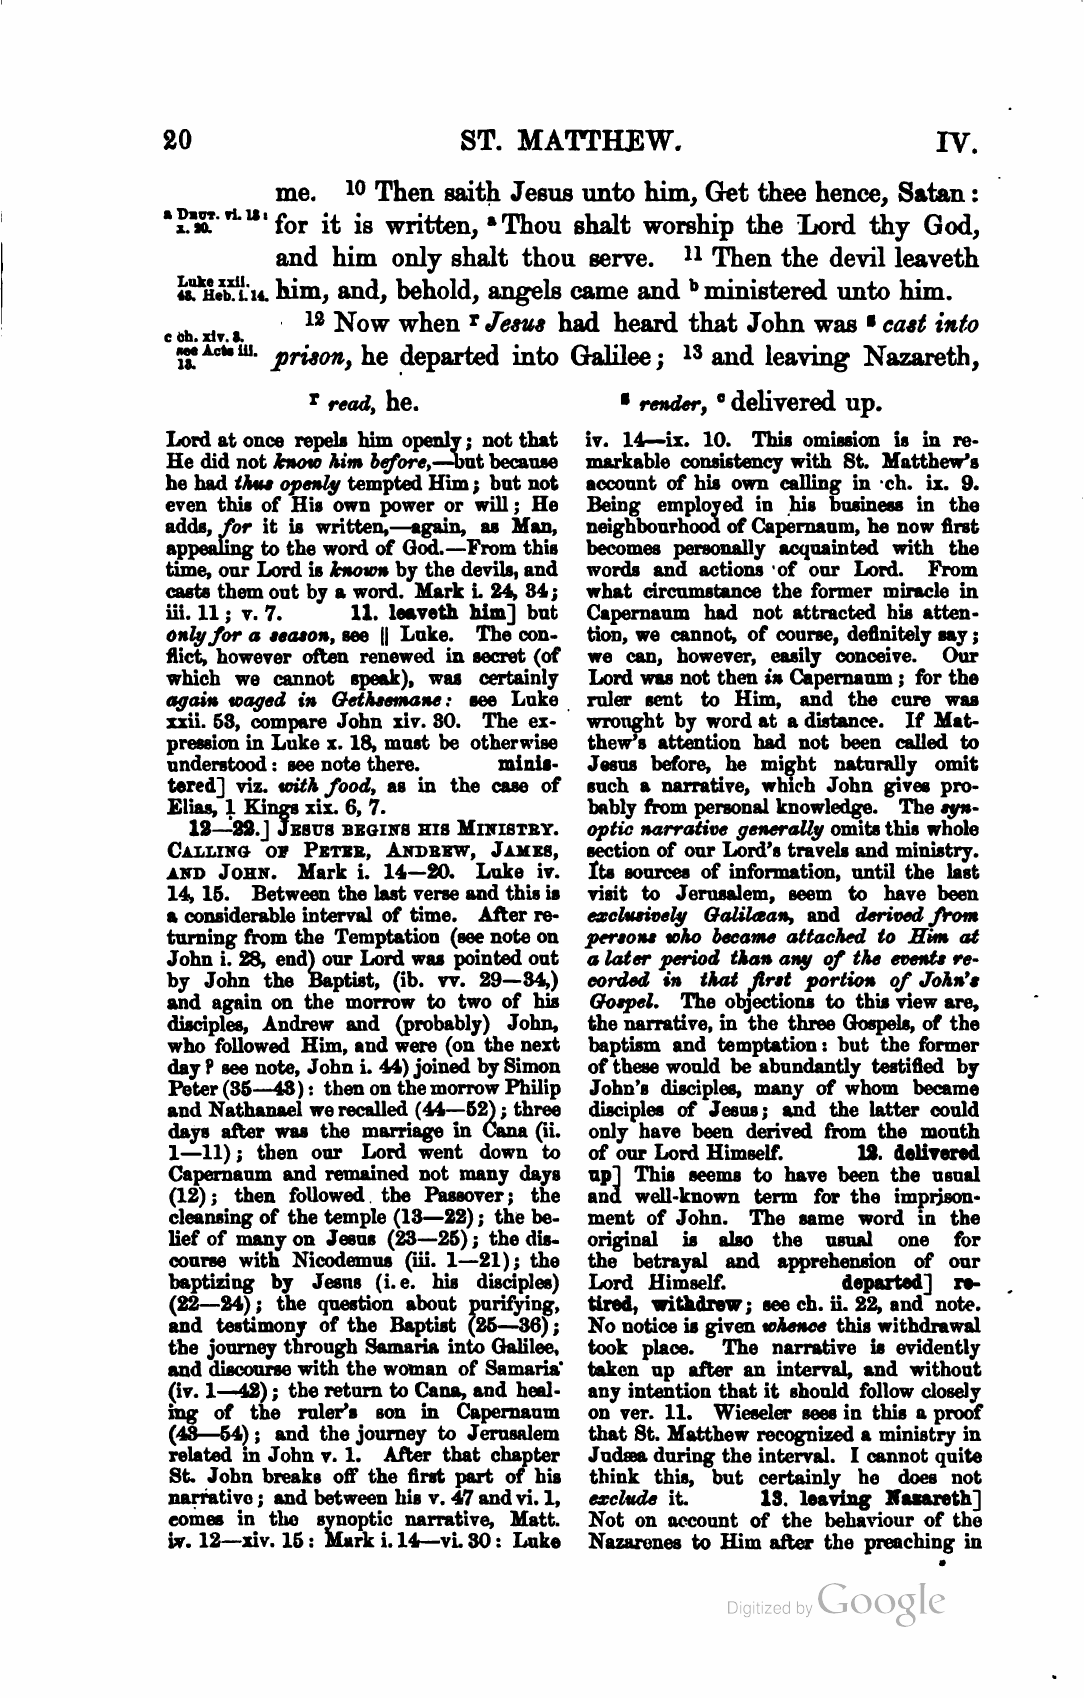 20 ST. MATTHEW. IV.
me. 10 Then saith Jesus unto him, Get thee hence, Satan :
a DEUT. vi. 13: x. 20.
for it is written, a Thou shalt worship the Lord thy God,
and him only shalt thou serve. 11 Then the devil leaveth
Luke xxii. 43. Heb. i. 14.
him, and, behold, angels came and b ministered unto him.
12 Now when r Jesus had heard that John was s cast into
c ch. xiv. 3. see Acts iii. 13.
prison, he departed into Galilee; 13 and leaving Nazareth,
r read, he. s render, c delivered up.
Lord at once repels him openly; not that
He did not know him before,—but because
he had thus openly tempted Him; but not
even this of His own power or will; He
adds, for it is written,—again, as Man,
appealing to the word of God.—From this
time, our Lord is known by the devils, and
casts them out by a word. Mark i. 24, 34;
iii. 11; v. 7. 11. leaveth him] but
only for a season, see || Luke. The con-
flict, however often renewed in secret (of
which we cannot speak), was certainly
again waged in Gethsemane: see Luke
xxii. 53, compare John xiv. 30. The ex-
pression in Luke x. 18, must be otherwise
understood: see note there. minis-
tered] viz. with food, as in the case of
Elias, 1 Kings xix. 6, 7.
12—22.] JESUS BEGINS HIS MINISTRY.
CALLING OF PETER, ANDREW, JAMES,
AND JOHN. Mark i. 14—20. Luke iv.
14, 15. Between the last verse and this is
a considerable interval of time. After re-
turning from the Temptation (see note on
John i. 28, end) our Lord was pointed out
by John the Baptist, (ib. vv. 29—34,)
and again on the morrow to two of his
disciples, Andrew and (probably) John,
who followed Him, and were (on the next
day? see note, John i. 44) joined by Simon
Peter (35—43): then on the morrow Philip
and Nathanael we recalled (44—52); three
days after was the marriage in Cana (ii.
1—11); then our Lord went down to
Capernaum and remained not many days
(12); then followed the Passover; the
cleansing of the temple (13—22); the be-
lief of many on Jesus (23—25); the dis-
course with Nicodemus (iii. 1—21); the
baptizing by Jesus (i. e. his disciples)
(22—24); the question about purifying,
and testimony of the Baptist (25—36);
the journey through Samaria into Galilee,
and discourse with the woman of Samaria
(iv. 1—42); the return to Cana, and heal-
ing of the ruler's son in Capernaum
(43—54); and the journey to Jerusalem
related in John v. 1. After that chapter
St. John breaks off the first part of his
narrative; and between his v. 47 and vi. 1,
comes in the synoptic narrative, Matt.
iv. 12—xiv. 15: Mark i. 14—vi. 30: Luke
iv. 14—ix. 10. This omission is in re-
markable consistency with St. Matthew's
account of his own calling in ch. ix. 9.
Being employed in his business in the
neighbourhood of Capernaum, he now first
becomes personally acquainted with the
words and actions of our Lord. From
what circumstance the former miracle in
Capernaum had not attracted his atten-
tion, we cannot, of course, definitely say;
we can, however, easily conceive. Our
Lord was not then in Capernaum; for the
ruler sent to Him, and the cure was
wrought by word at a distance. If Mat-
thew's attention had not been called to
Jesus before, he might naturally omit
such a narrative, which John gives pro-
bably from personal knowledge. The syn-
optic narrative generally omits this whole
section of our Lord's travels and ministry.
Its sources of information, until the last
visit to Jerusalem, seem to have been
exclusively Galilæan, and derived from
persons who became attached to Him at
a later period than any of the events re-
corded in that first portion of John's
Gospel. The objections to this view are,
the narrative, in the three Gospels, of the
baptism and temptation: but the former
of these would be abundantly testified by
John's disciples, many of whom became
disciples of Jesus; and the latter could
only have been derived from the mouth
of our Lord Himself. 12. delivered
up] This seems to have been the usual
and well-known term for the imprison-
ment of John. The same word in the
original is also the usual one for
the betrayal and apprehension of our
Lord Himself. departed] re-
tired, withdrew; see ch. ii. 22, and note.
No notice is given whence this withdrawal
took place. The narrative is evidently
taken up after an interval, and without
any intention that it should follow closely
on ver. 11. Wieseler sees in this a proof
that St. Matthew recognized a ministry in
Judæa during the interval. I cannot quite
think this, but certainly he does not
exclude it. 13. leaving Nazareth]
Not on account of the behaviour of the
Nazarenes to Him after the preaching in
Digitized by Google